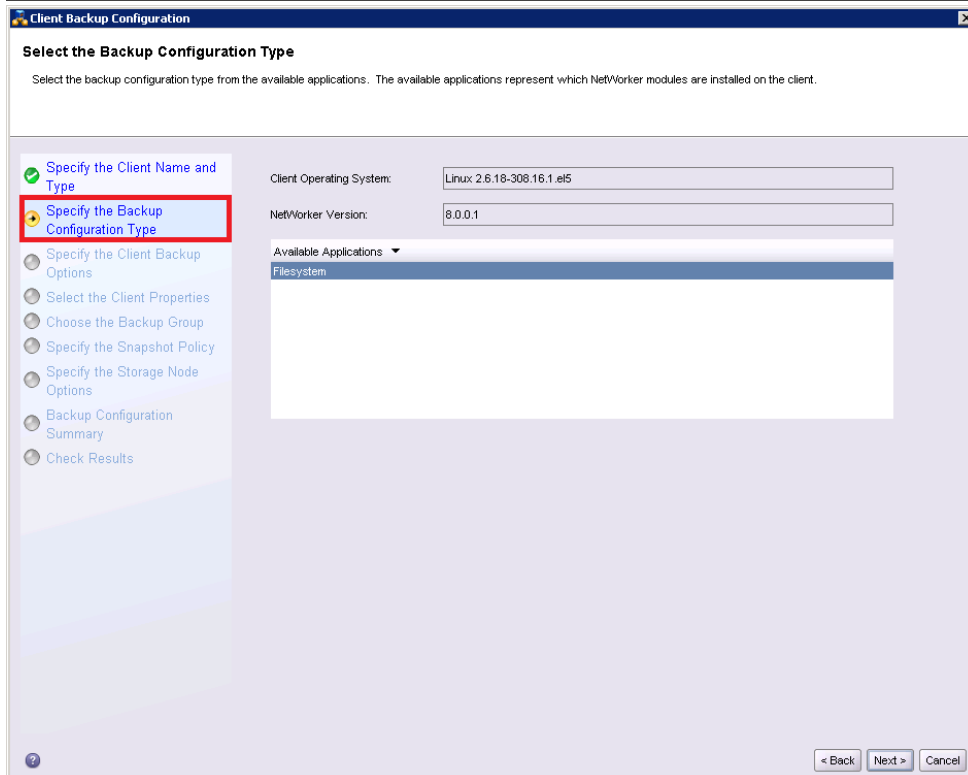 Client Backup Configuration
Select the Backup Configuration Type
Select the backup configuration type from the available applications. The available applications represent which NetWorker modules are installed on the client.
Specify the Client Name and
Type
Specify the Backup
Configuration Type
Specify the Client Backup
Options
Select the Client Properties
Choose the Backup Group
Specify the Snapshot Policy
Specify the Storage Node
Options
Backup Configuration
Summary
Check Results
Client Operating System:
Linux 2.6.18-308.16.1.el5
NetWorker Version:
8.0.0.1
Available Applications
Filesystem
?
< Back
Next >
Cancel